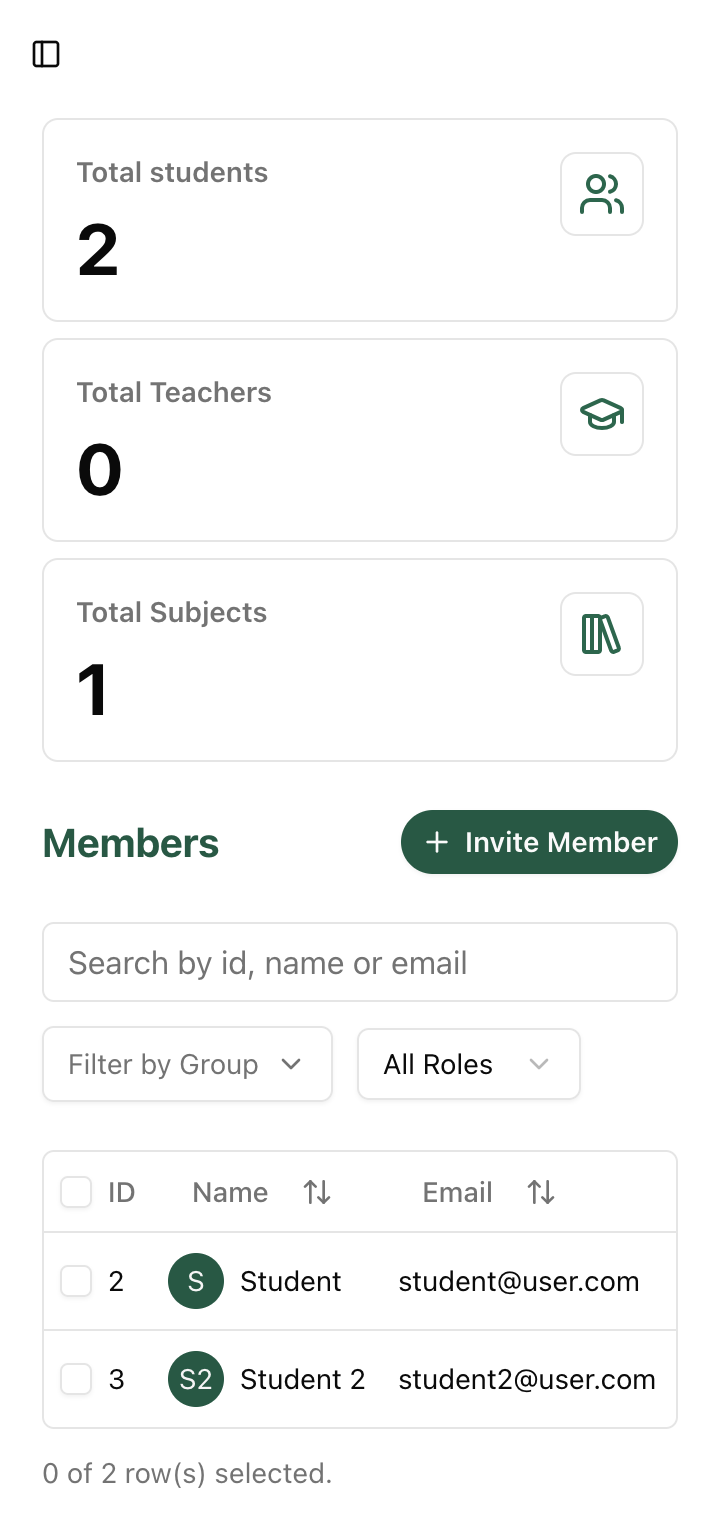 Total students
2
Total Teachers
0
Total Subjects
1
Members
Invite Member
Search by id, name or email
Filter by Group All Roles
ID Name Email
2 S Student student@user.com
3 S2 Student 2 student2@user.com
0 of 2 row(s) selected.